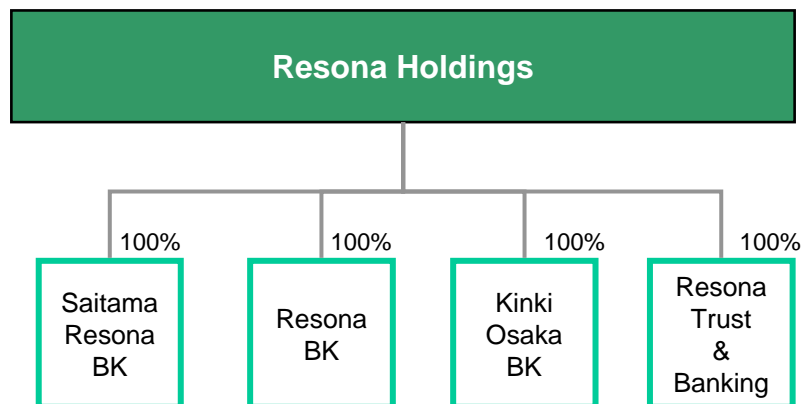 Resona Holdings
100%
100%
100%
100%
Saitama
Resona
BK
Resona
BK
Kinki
Osaka
BK
Resona
Trust
&
Banking